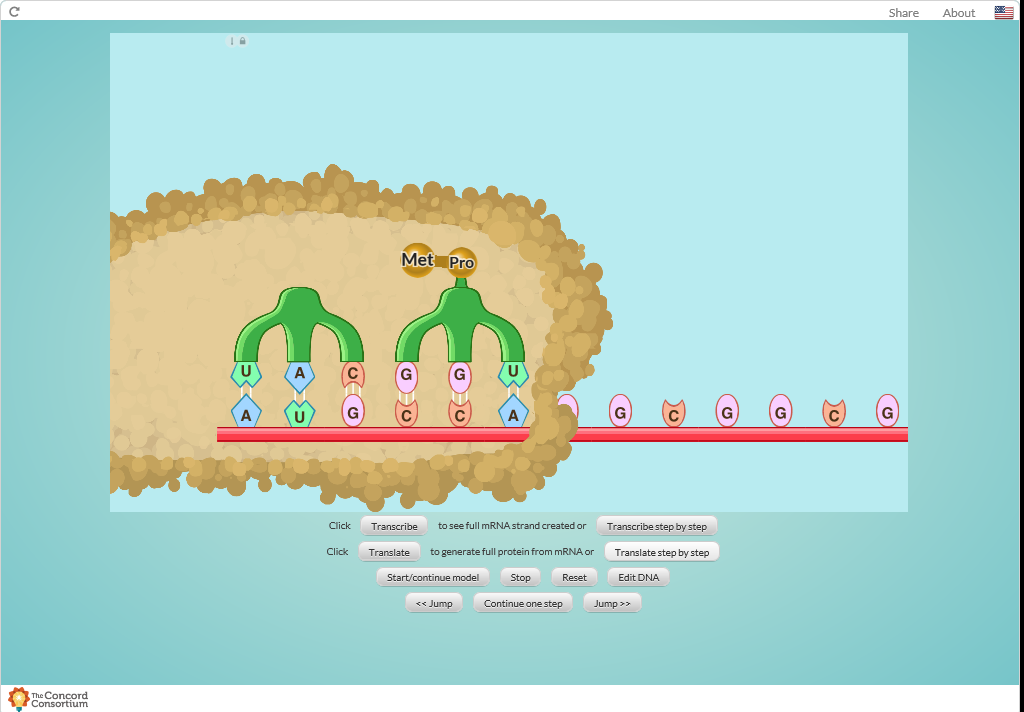 Share About
Met Pro
U A C G G U
A U G C C A G C G G C G
Click Transcribe to see full mRNA strand created or Transcribe step by step
Click Translate to generate full protein from mRNA or Translate step by step
Start/continue model Stop Reset Edit DNA
<< Jump Continue one step Jump >>
The Concord
Consortium